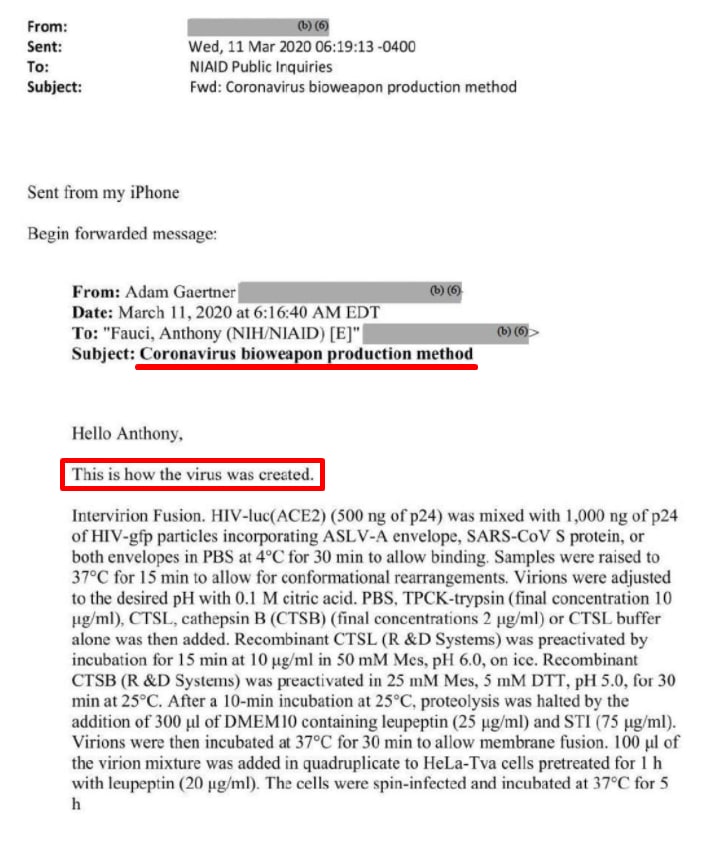 From: (b) (6)
Sent: Wed, 11 Mar 2020 06:19:13 -0400
To: NIAID Public Inquiries
Subject: Fwd: Coronavirus bioweapon production method
Sent from my iPhone
Begin forwarded message:
From: Adam Gaertner (b) (6)
Date: March 11, 2020 at 6:16:40 AM EDT
To: "Fauci, Anthony (NIH/NIAID) [E]" (b) (6)>
Subject: Coronavirus bioweapon production method
Hello Anthony,
This is how the virus was created.
Intervirion Fusion. HIV-luc(ACE2) (500 ng of p24) was mixed with 1,000 ng of p24
of HIV-gfp particles incorporating ASLV-A envelope, SARS-CoV S protein, or
both envelopes in PBS at 4°C for 30 min to allow binding. Samples were raised to
37°C for 15 min to allow for conformational rearrangements. Virions were adjusted
to the desired pH with 0.1 M citric acid. PBS, TPCK-trypsin (final concentration 10
µg/ml), CTSL, cathepsin B (CTSB) (final concentrations 2 µg/ml) or CTSL buffer
alone was then added. Recombinant CTSL (R &D Systems) was preactivated by
incubation for 15 min at 10 µg/ml in 50 mM Mes, pH 6.0, on ice. Recombinant
CTSB (R &D Systems) was preactivated in 25 mM Mes, 5 mM DTT, pH 5.0, for 30
min at 25°C. After a 10-min incubation at 25°C, proteolysis was halted by the
addition of 300 µl of DMEM10 containing leupeptin (25 µg/ml) and STI (75 µg/ml).
Virions were then incubated at 37°C for 30 min to allow membrane fusion. 100 µl of
the virion mixture was added in quadruplicate to HeLa-Tva cells pretreated for 1 h
with leupeptin (20 µg/ml). The cells were spin-infected and incubated at 37°C for 5
h